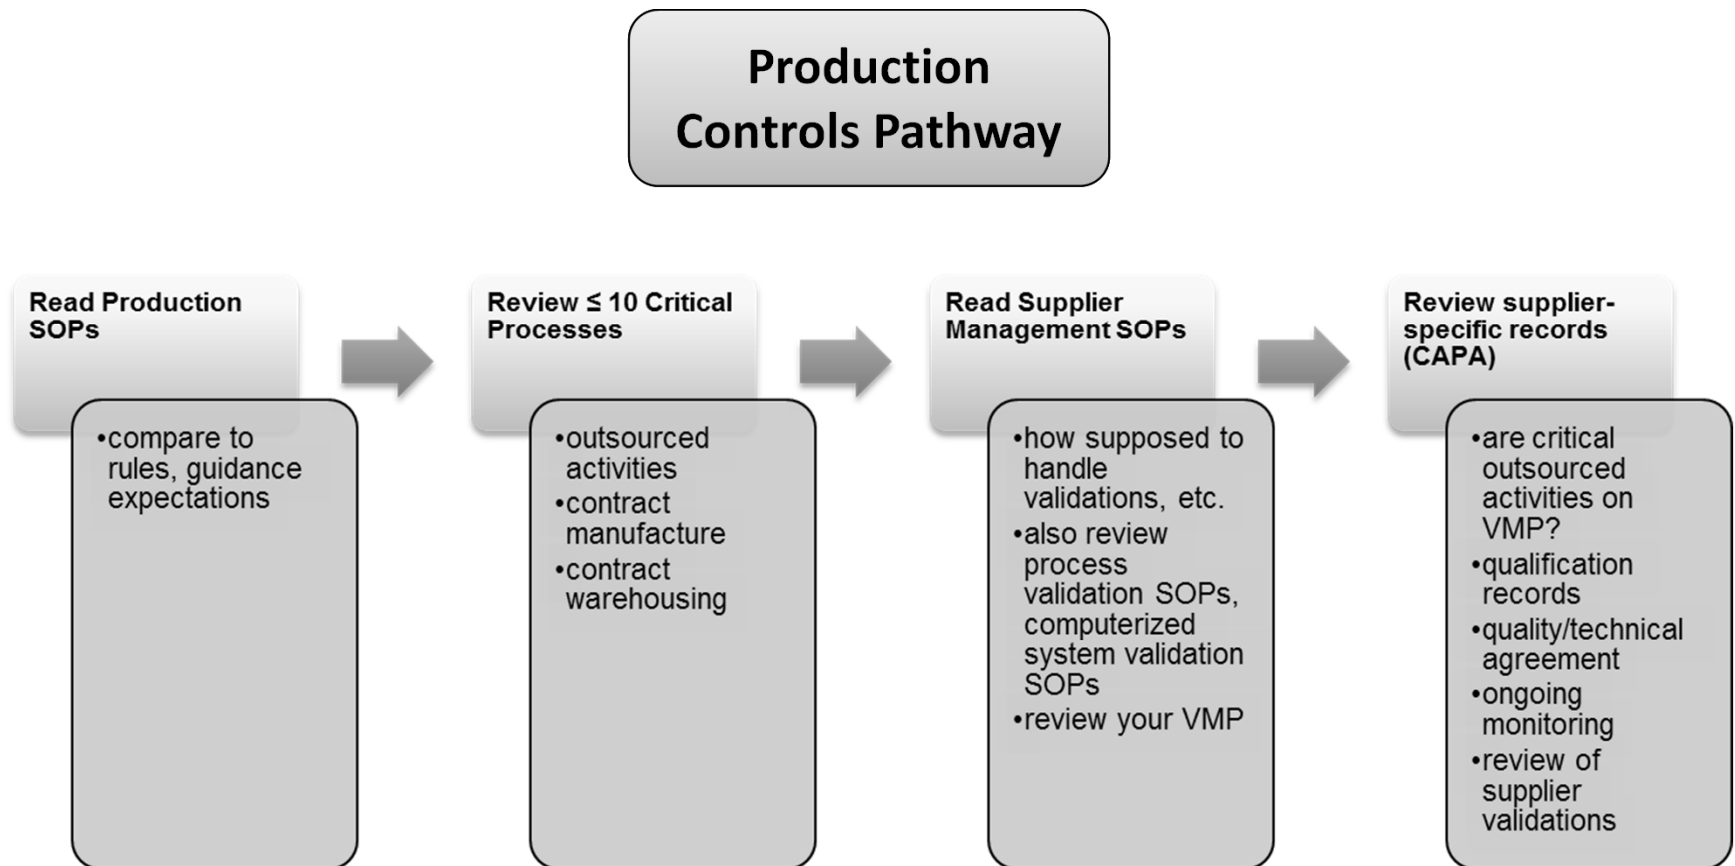 Production
Controls Pathway
Read Production
SOPs
•compare to
rules, guidance
expectations
Review ≤ 10 Critical
Processes
•outsourced
activities
•contract
manufacture
•contract
warehousing
Read Supplier
Management SOPs
•how supposed to
handle
validations, etc.
•also review
process
validation SOPs,
computerized
system validation
SOPs
•review your VMP
Review supplier-
specific records
(CAPA)
•are critical
outsourced
activities on
VMP?
•qualification
records
•quality/technical
agreement
•ongoing
monitoring
•review of
supplier
validations